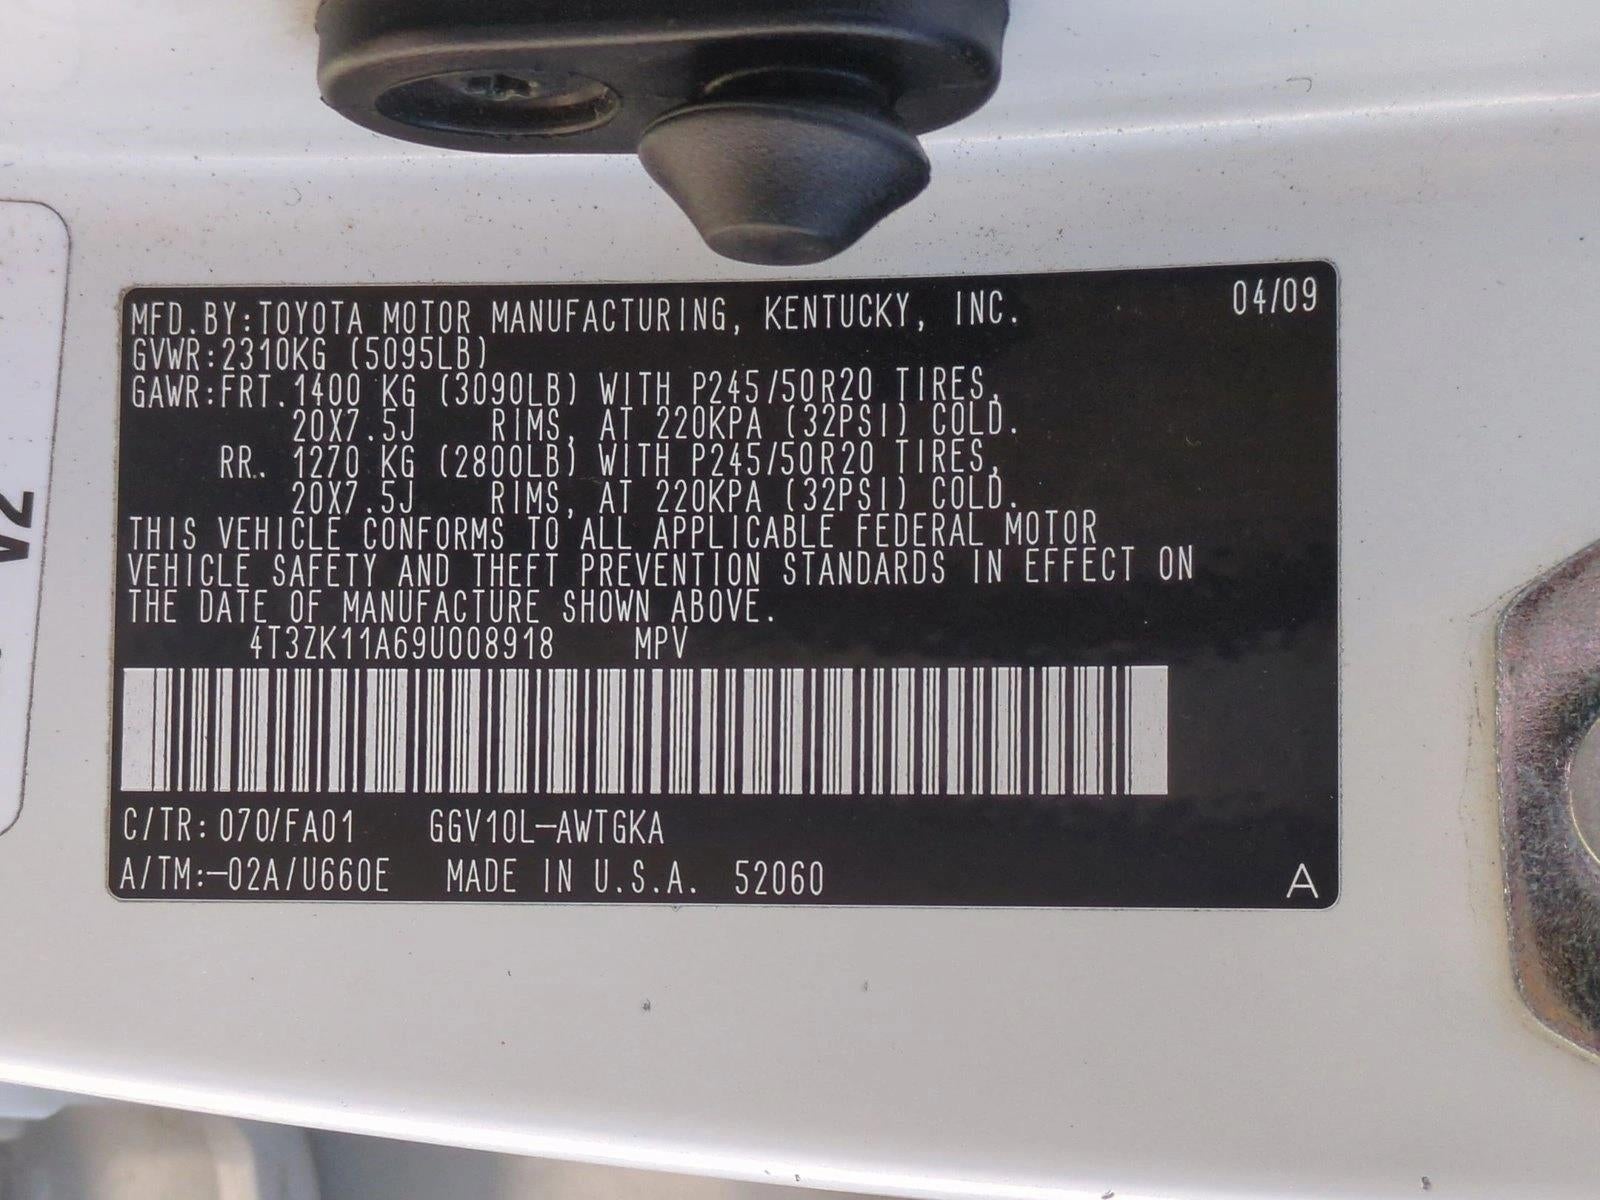 MFD.BY:TOYOTA MOTOR MANUFACTURING, KENTUCKY, INC. 04/09
GVWR:2310KG (5095LB)
GAWR:FRT.1400 KG (3090LB) WITH P245/50R20 TIRES,
20X7.5J RIMS, AT 220KPA (32PSI) COLD.
RR. 1270 KG (2800LB) WITH P245/50R20 TIRES,
20X7.5J RIMS, AT 220KPA (32PSI) COLD.
THIS VEHICLE CONFORMS TO ALL APPLICABLE FEDERAL MOTOR
VEHICLE SAFETY AND THEFT PREVENTION STANDARDS IN EFFECT ON
THE DATE OF MANUFACTURE SHOWN ABOVE.
4T3ZK11A69U008918 MPV
C/TR:070/FA01 GGV10L-AWTGKA
A/TM:-02A/U660E MADE IN U.S.A. 52060 A